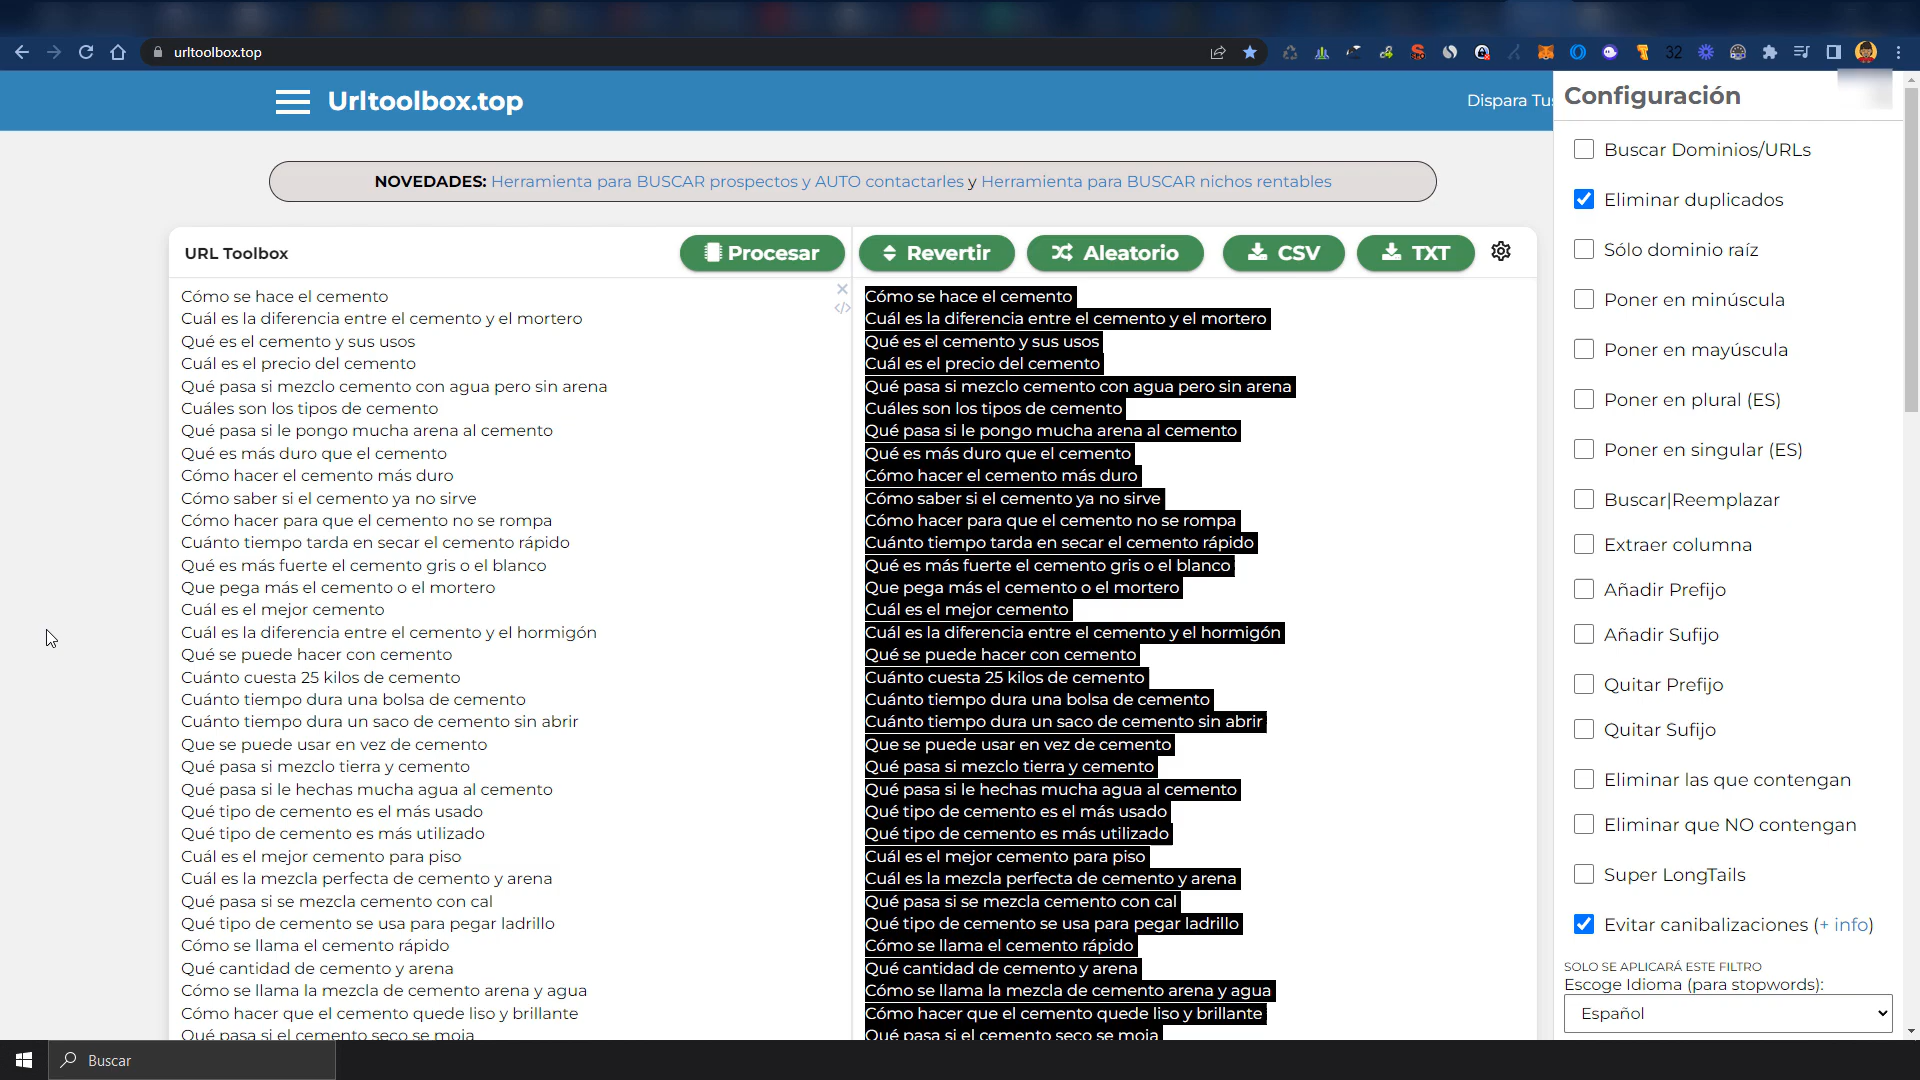 urltoolbox.top
32
Urltoolbox.top
Dispara Tus
NOVEDADES: Herramienta para BUSCAR prospectos y AUTO contactarles y Herramienta para BUSCAR nichos rentables
URL Toolbox
Procesar
Revertir
Aleatorio
CSV
TXT
Cómo se hace el cemento
Cuál es la diferencia entre el cemento y el mortero
Qué es el cemento y sus usos
Cuál es el precio del cemento
Qué pasa si mezclo cemento con agua pero sin arena
Cuáles son los tipos de cemento
Qué pasa si le pongo mucha arena al cemento
Qué es más duro que el cemento
Cómo hacer el cemento más duro
Cómo saber si el cemento ya no sirve
Cómo hacer para que el cemento no se rompa
Cuánto tiempo tarda en secar el cemento rápido
Qué es más fuerte el cemento gris o el blanco
Que pega más el cemento o el mortero
Cuál es el mejor cemento
Cuál es la diferencia entre el cemento y el hormigón
Qué se puede hacer con cemento
Cuánto cuesta 25 kilos de cemento
Cuánto tiempo dura una bolsa de cemento
Cuánto tiempo dura un saco de cemento sin abrir
Que se puede usar en vez de cemento
Qué pasa si mezclo tierra y cemento
Qué pasa si le hechas mucha agua al cemento
Qué tipo de cemento es el más usado
Qué tipo de cemento es más utilizado
Cuál es el mejor cemento para piso
Cuál es la mezcla perfecta de cemento y arena
Qué pasa si se mezcla cemento con cal
Qué tipo de cemento se usa para pegar ladrillo
Cómo se llama el cemento rápido
Qué cantidad de cemento y arena
Cómo se llama la mezcla de cemento arena y agua
Cómo hacer que el cemento quede liso y brillante
Qué pasa si el cemento seco se moja
Cómo se hace el cemento
Cuál es la diferencia entre el cemento y el mortero
Qué es el cemento y sus usos
Cuál es el precio del cemento
Qué pasa si mezclo cemento con agua pero sin arena
Cuáles son los tipos de cemento
Qué pasa si le pongo mucha arena al cemento
Qué es más duro que el cemento
Cómo hacer el cemento más duro
Cómo saber si el cemento ya no sirve
Cómo hacer para que el cemento no se rompa
Cuánto tiempo tarda en secar el cemento rápido
Qué es más fuerte el cemento gris o el blanco
Que pega más el cemento o el mortero
Cuál es el mejor cemento
Cuál es la diferencia entre el cemento y el hormigón
Qué se puede hacer con cemento
Cuánto cuesta 25 kilos de cemento
Cuánto tiempo dura una bolsa de cemento
Cuánto tiempo dura un saco de cemento sin abrir
Que se puede usar en vez de cemento
Qué pasa si mezclo tierra y cemento
Qué pasa si le hechas mucha agua al cemento
Qué tipo de cemento es el más usado
Qué tipo de cemento es más utilizado
Cuál es el mejor cemento para piso
Cuál es la mezcla perfecta de cemento y arena
Qué pasa si se mezcla cemento con cal
Qué tipo de cemento se usa para pegar ladrillo
Cómo se llama el cemento rápido
Qué cantidad de cemento y arena
Cómo se llama la mezcla de cemento arena y agua
Cómo hacer que el cemento quede liso y brillante
Qué pasa si el cemento seco se moja
Configuración
Buscar Dominios/URLs
Eliminar duplicados
Sólo dominio raíz
Poner en minúscula
Poner en mayúscula
Poner en plural (ES)
Poner en singular (ES)
Buscar|Reemplazar
Extraer columna
Añadir Prefijo
Añadir Sufijo
Quitar Prefijo
Quitar Sufijo
Eliminar las que contengan
Eliminar que NO contengan
Super LongTails
Evitar canibalizaciones (+ info)
SOLO SE APLICARÁ ESTE FILTRO
Escoge Idioma (para stopwords):
Español
Buscar